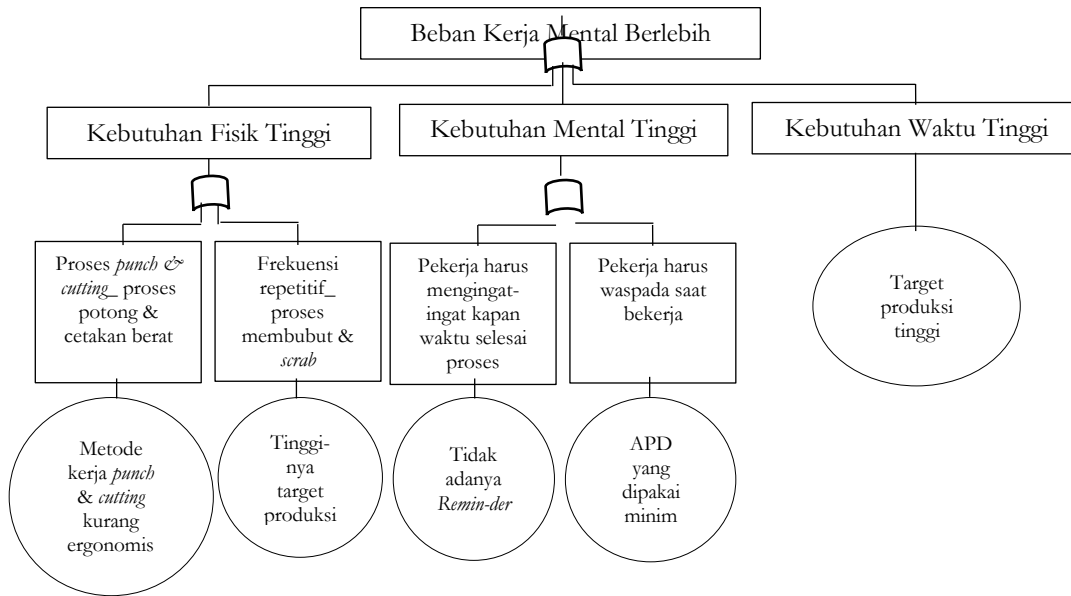 Beban Kerja Mental Berlebih
Kebutuhan Fisik Tinggi
Kebutuhan Mental Tinggi
Kebutuhan Waktu Tinggi
Proses punch &
cutting_ proses
potong &
cetakan berat
Frekuensi
repetitif_
proses
membubut &
scrab
Pekerja harus
mengingat-
ingat kapan
waktu selesai
proses
Pekerja harus
waspada saat
bekerja
Target
produksi
tinggi
Metode
kerja punch
& cutting
kurang
ergonomis
Tinggi-
nya
target
produksi
Tidak
adanya
Remin-der
APD
yang
dipakai
minim